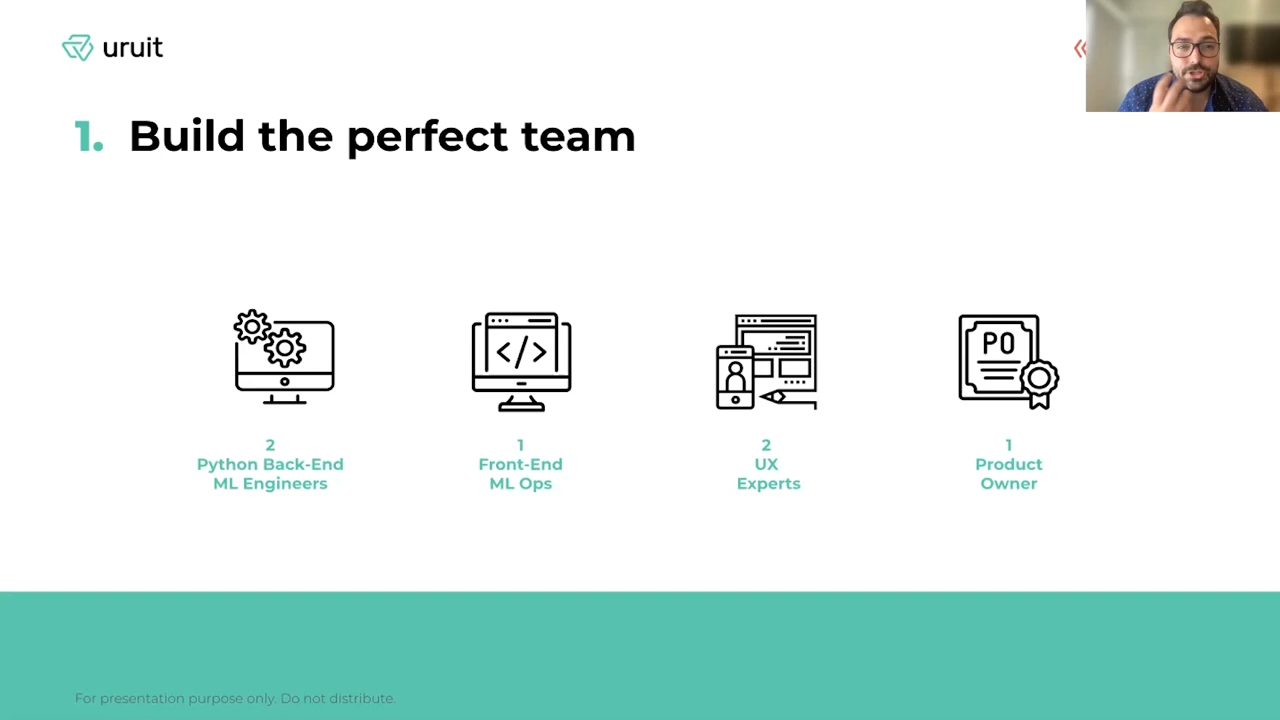 uruit
1. Build the perfect team
PO
2
Python Back-End
ML Engineers
1
Front-End
ML Ops
2
UX
Experts
1
Product
Owner
For presentation purpose only. Do not distribute.